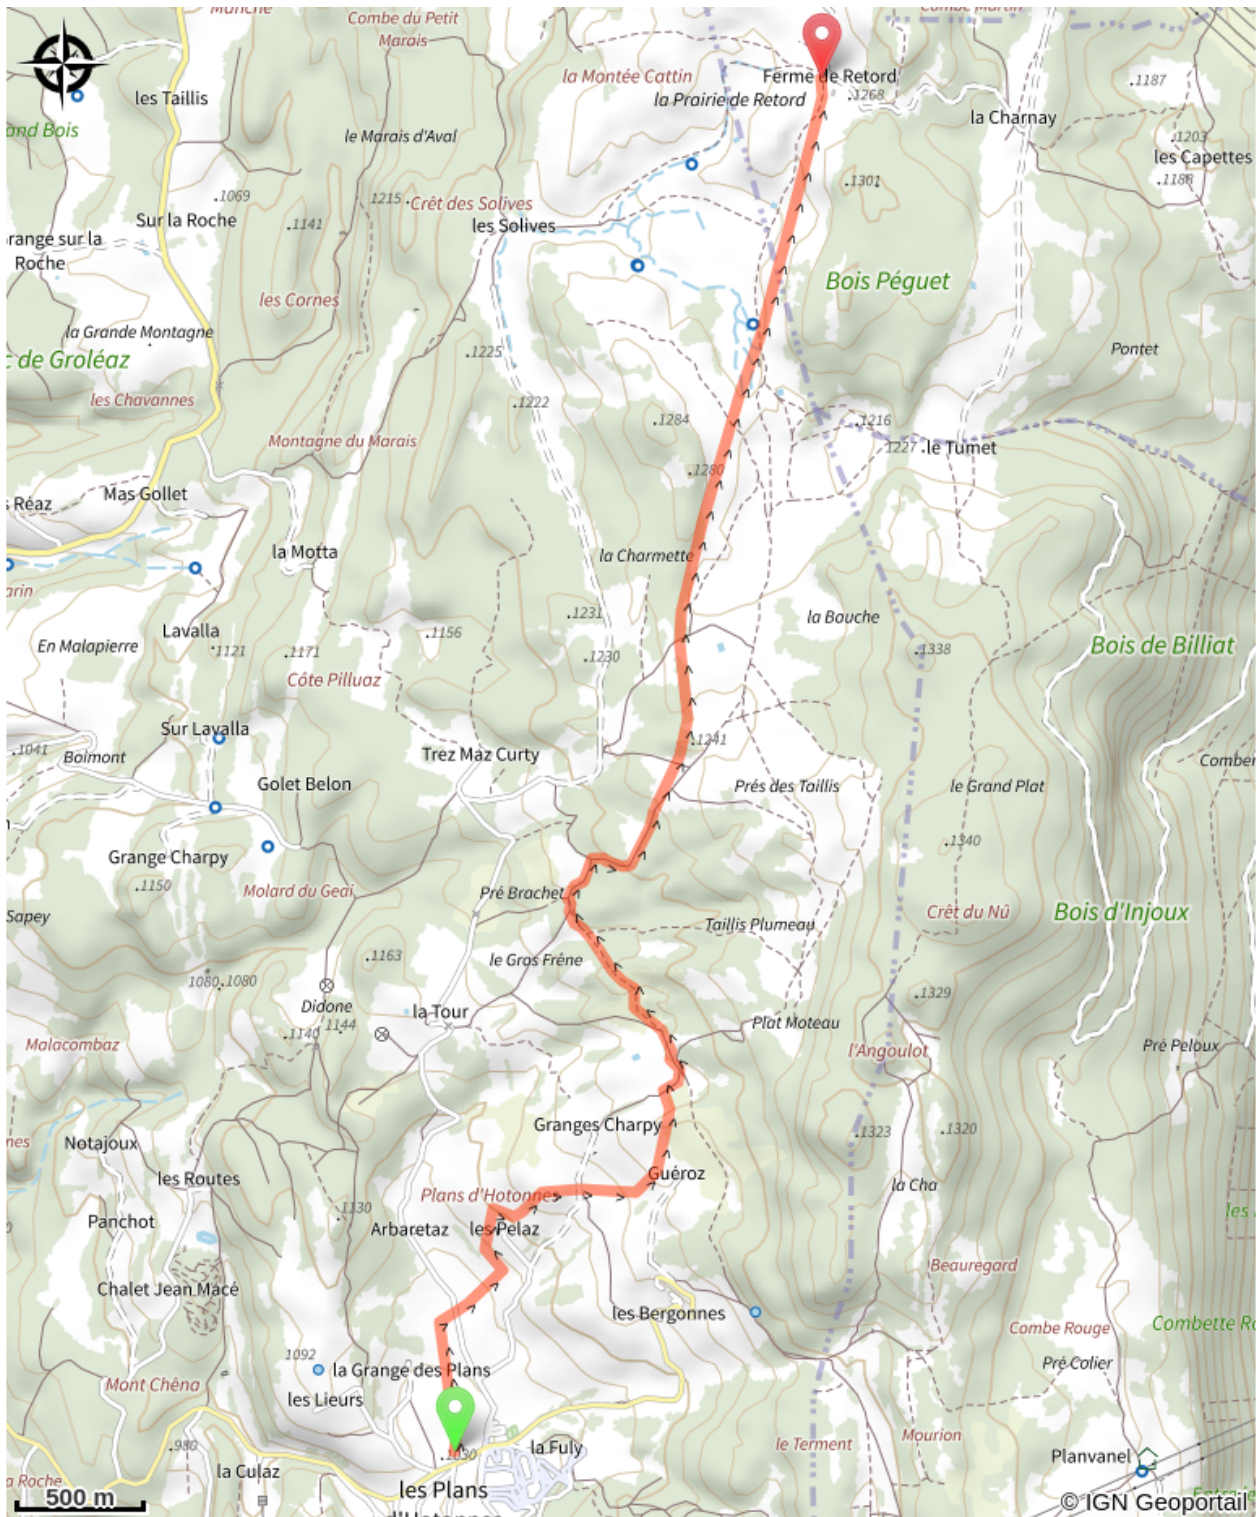 Combe du Petit
Marais
les Taillis
la Montée Cattin
Ferme de Retord
1268
la Prairie de Retord
.1187
la Charnay
and Bois
le Marais d'Aval
.1203
les Capettes
.1188
.1069
1215
Crêt des Solives
.1301
Sur la Roche
.1141
les Solives
range sur la
Roche
Bois Péguet
les Cornes
la Grande Montagne
c de Groléaz
.1225
Pontet
les Chavannes
.1222
.1284
.1216
Montagne du Marais
1227
le Tumet
.1280
s Réaz
Mas Gollet
la Motta
la Charmette
arin
.1231
la Bauche
Lavalla
.1156
En Malapierre
.1121
.1171
.1230
.1338
Bois de Billiat
Côte Pilluaz
Sur Lavalla
.1041
Boimont
Trez Maz Curty
.1241
Golet Belon
Prés des Taillis
le Grand Plat
.1340
Grange Charpy
.1150
Molard du Geai
Pré Brachet
Sapey
Taillis Plumeau
Crêt du Nû
Bois d'Injoux
.1163
le Gros Frêne
1080
.1080
Didone
la Tour
.1329
.1140
1144
Plat Moteau
Malacombaz
l'Angoulot
Pré Peloux
Notajoux
Granges Charpy
.1323
.1320
les Routes
Guéroz
la Cha
Plans d'Hotonnes
.1130
Panchot
Arbaretaz
les Pelaz
Beauregard
Chalet Jean Macé
les Bergonnes
Combe Rouge
1092
la Grange des Plans
Pré Calier
Mont Chêna
les Lieurs
.980
la Culaz
.1030
la Fuly
le Terment
Mourion
Planvanel
a Roche
les Plans
d'Hotonnes
500 m
© IGN Geoportail